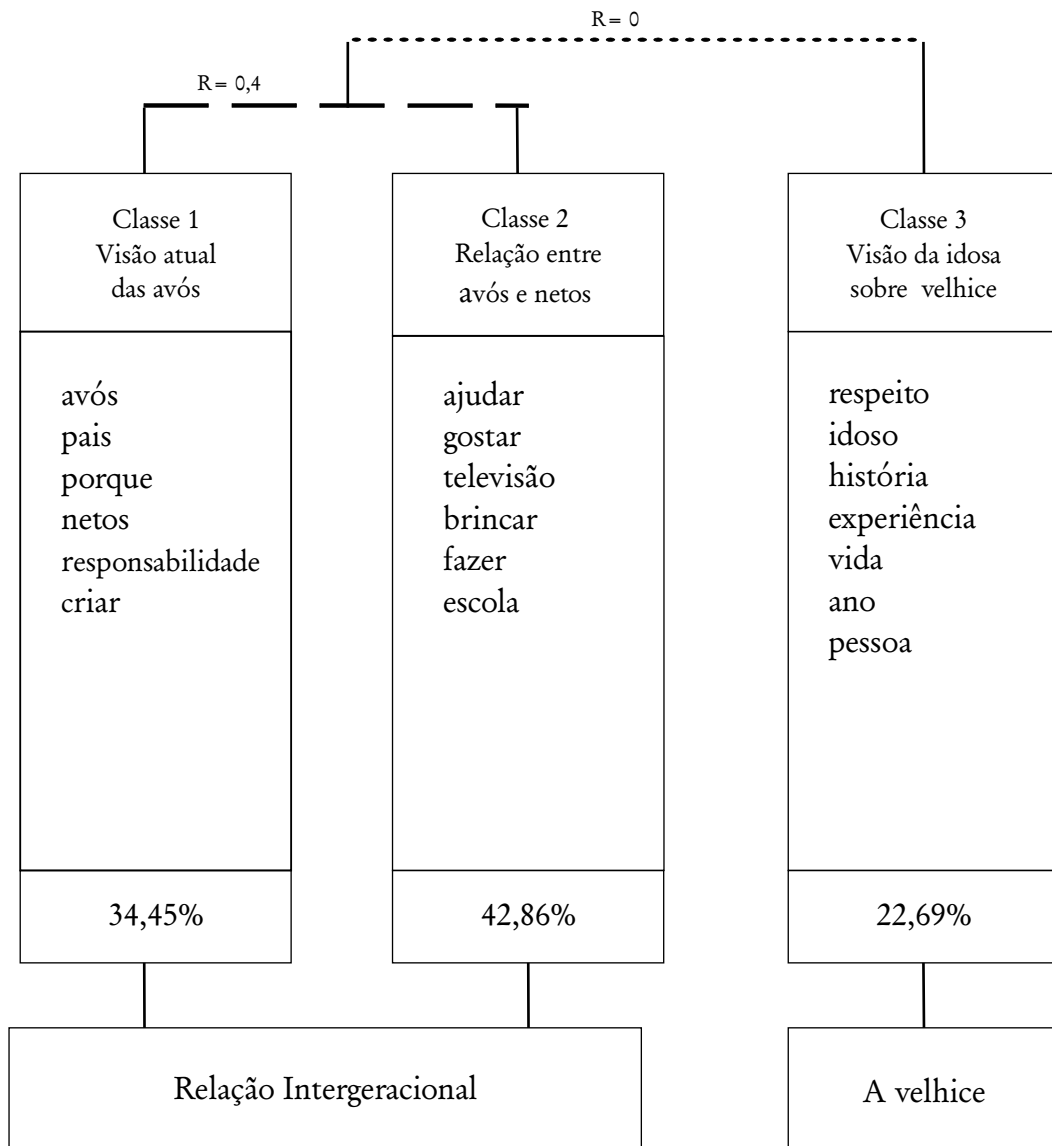 R= 0
R= 0,4
Classe 1
Visão atual
das avós
avós
pais
porque
netos
responsabilidade
criar
34,45%
Classe 2
Relação entre
avós e netos
ajudar
gostar
televisão
brincar
fazer
escola
42,86%
Classe 3
Visão da idosa
sobre velhice
respeito
idoso
história
experiência
vida
ano
pessoa
22,69%
Relação Intergeracional
A velhice